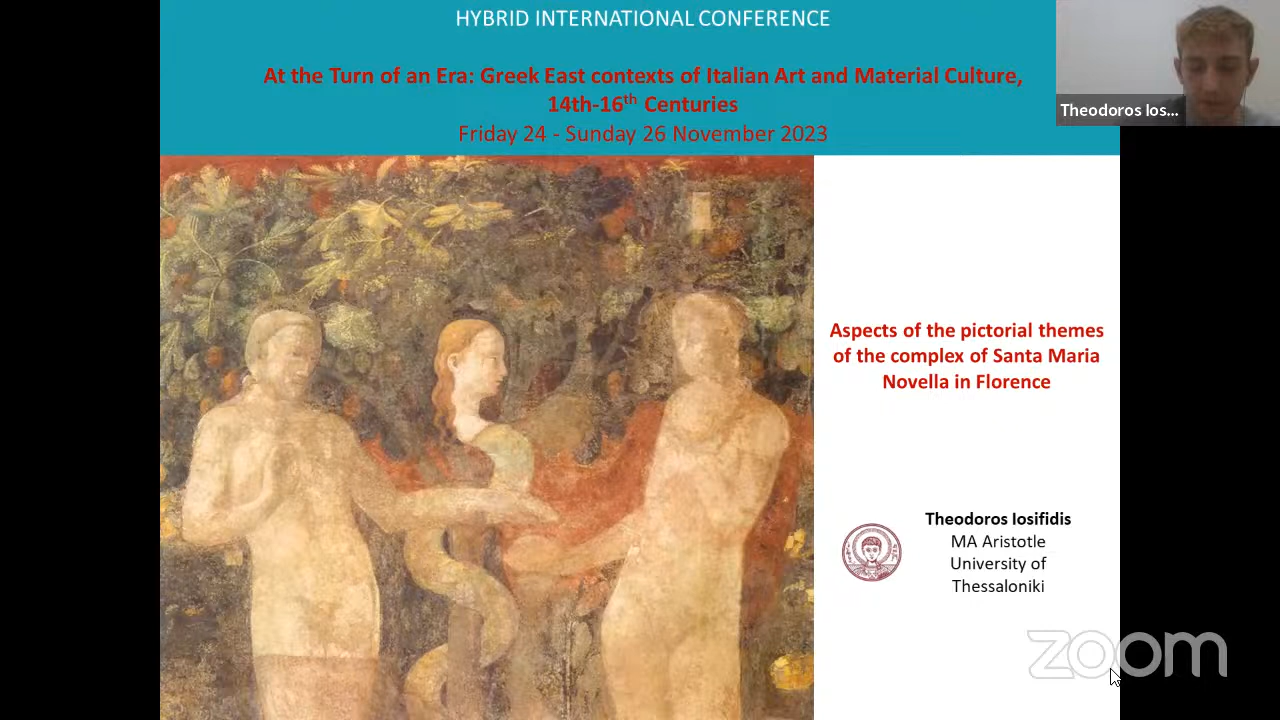 HYBRID INTERNATIONAL CONFERENCE
At the Turn of an Era: Greek East contexts of Italian Art and Material Culture,
14th-16th Centuries
Friday 24 - Sunday 26 November 2023
Theodoros Ios...
Aspects of the pictorial themes
of the complex of Santa Maria
Novella in Florence
Theodoros Iosifidis
MA Aristotle
University of
Thessaloniki
zoom